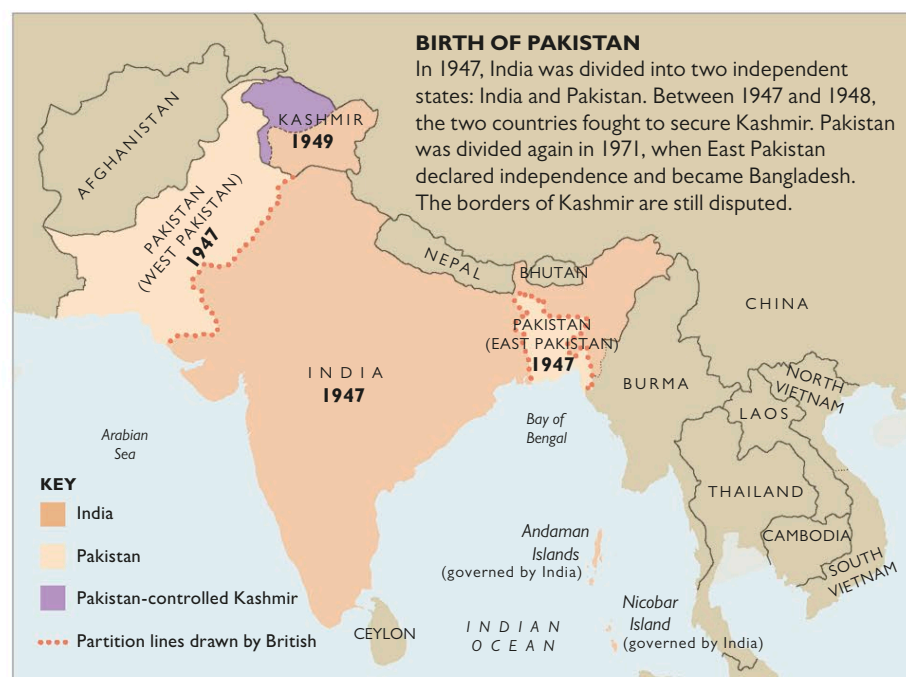 BIRTH OF PAKISTAN
In 1947, India was divided into two independent
states: India and Pakistan. Between 1947 and 1948,
the two countries fought to secure Kashmir. Pakistan
was divided again in 1971, when East Pakistan
declared independence and became Bangladesh.
The borders of Kashmir are still disputed.
AFGHANISTAN
KASHMIR
1949
PAKISTAN
(WEST PAKISTAN)
1947
NEPAL
BHUTAN
CHINA
PAKISTAN
(EAST PAKISTAN)
1947
INDIA
1947
BURMA
NORTH
VIETNAM
LAOS
Arabian
Sea
Bay of
Bengal
THAILAND
CAMBODIA
SOUTH
VIETNAM
Andaman
Islands
(governed by India)
Nicobar
Island
(governed by India)
CEYLON
INDIAN
OCEAN
KEY
India
Pakistan
Pakistan-controlled Kashmir
Partition lines drawn by British